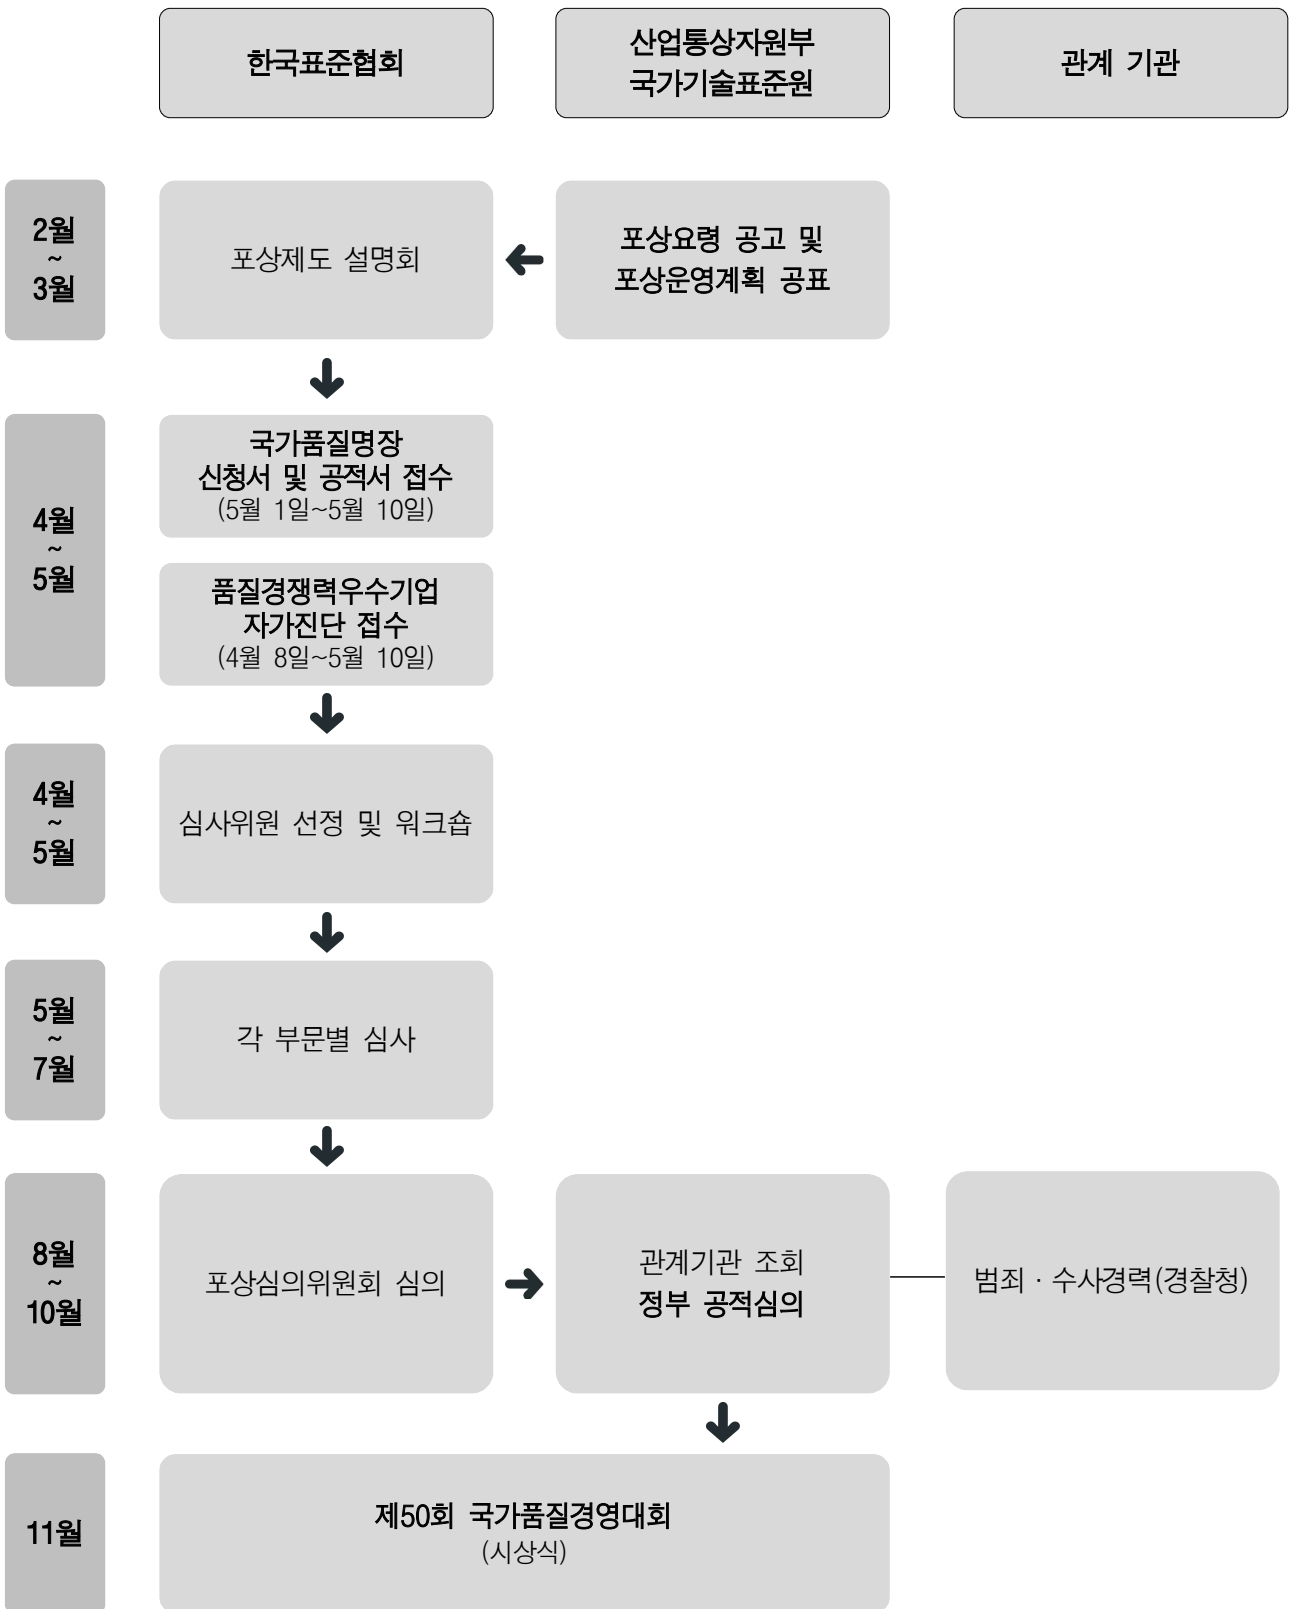 한국표준협회
산업통상자원부
국가기술표준원
관계 기관
2월
~
3월
포상제도 설명회
포상요령 공고 및
포상운영계획 공표
4월
~
5월
국가품질명장
신청서 및 공적서 접수
(5월 1일~5월 10일)
품질경쟁력우수기업
자가진단 접수
(4월 8일~5월 10일)
4월
~
5월
심사위원 선정 및 워크숍
5월
~
7월
각 부문별 심사
8월
~
10월
포상심의위원회 심의
관계기관 조회
정부 공적심의
범죄 · 수사경력(경찰청)
11월
제50회 국가품질경영대회
(시상식)